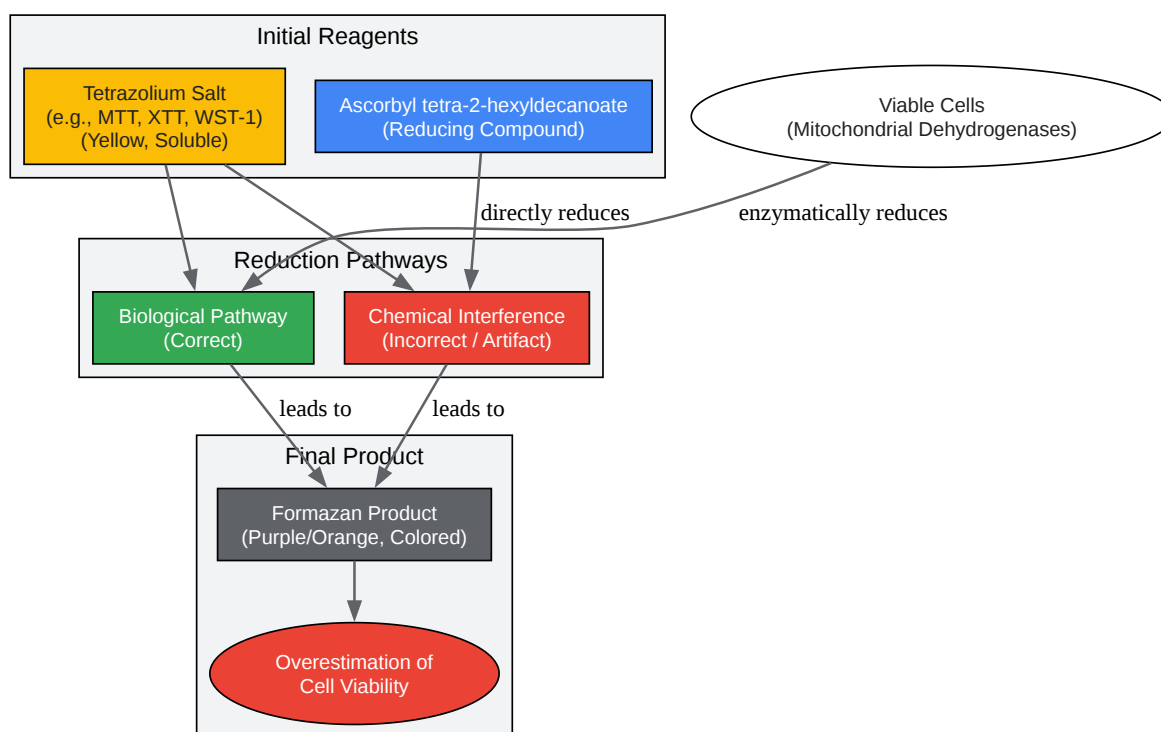 Initial Reagents
Tetrazolium Salt
(e.g., MTT, XTT, WST-1)
(Yellow, Soluble)
Ascorbyl tetra-2-hexyldecanoate
(Reducing Compound)
Viable Cells
(Mitochondrial Dehydrogenases)
directly reduces
enzymatically reduces
Reduction Pathways
Biological Pathway
(Correct)
Chemical Interference
(Incorrect / Artifact)
leads to
leads to
Final Product
Formazan Product
(Purple/Orange, Colored)
Overestimation of
Cell Viability